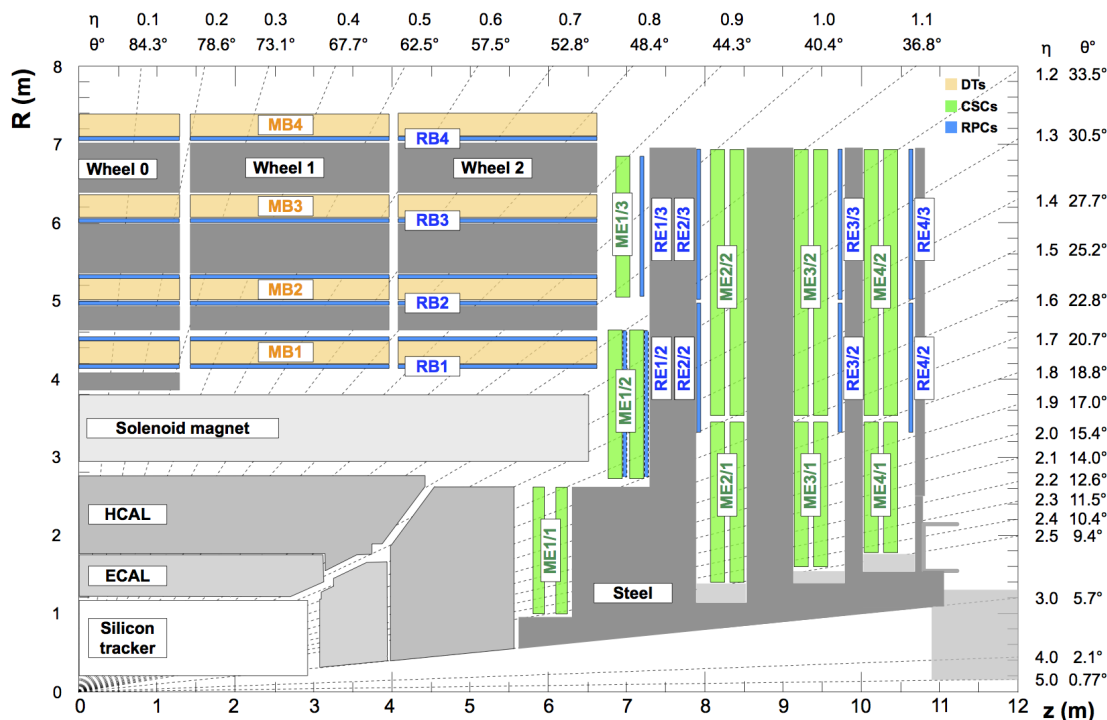 η 0.1 0.2 0.3 0.4 0.5 0.6 0.7 0.8 0.9 1.0 1.1
θ° 84.3° 78.6° 73.1° 67.7° 62.5° 57.5° 52.8° 48.4° 44.3° 40.4° 36.8°
η θ°
R (m)
8
7
6
5
4
3
2
1
0
1.2 33.5°
1.3 30.5°
1.4 27.7°
1.5 25.2°
1.6 22.8°
1.7 20.7°
1.8 18.8°
1.9 17.0°
2.0 15.4°
2.1 14.0°
2.2 12.6°
2.3 11.5°
2.4 10.4°
2.5 9.4°
3.0 5.7°
4.0 2.1°
5.0 0.77°
DTs
CSCs
RPCs
MB4
RB4
Wheel 0
Wheel 1
Wheel 2
MB3
RB3
MB2
RB2
MB1
RB1
Solenoid magnet
HCAL
ECAL
Silicon
tracker
Steel
ME1/3
RE1/3
RE2/3
ME2/2
ME3/2
RE3/3
ME4/2
RE4/3
ME1/2
RE1/2
RE2/2
RE3/2
RE4/2
ME1/1
ME2/1
ME3/1
ME4/1
0 1 2 3 4 5 6 7 8 9 10 11 12
z (m)